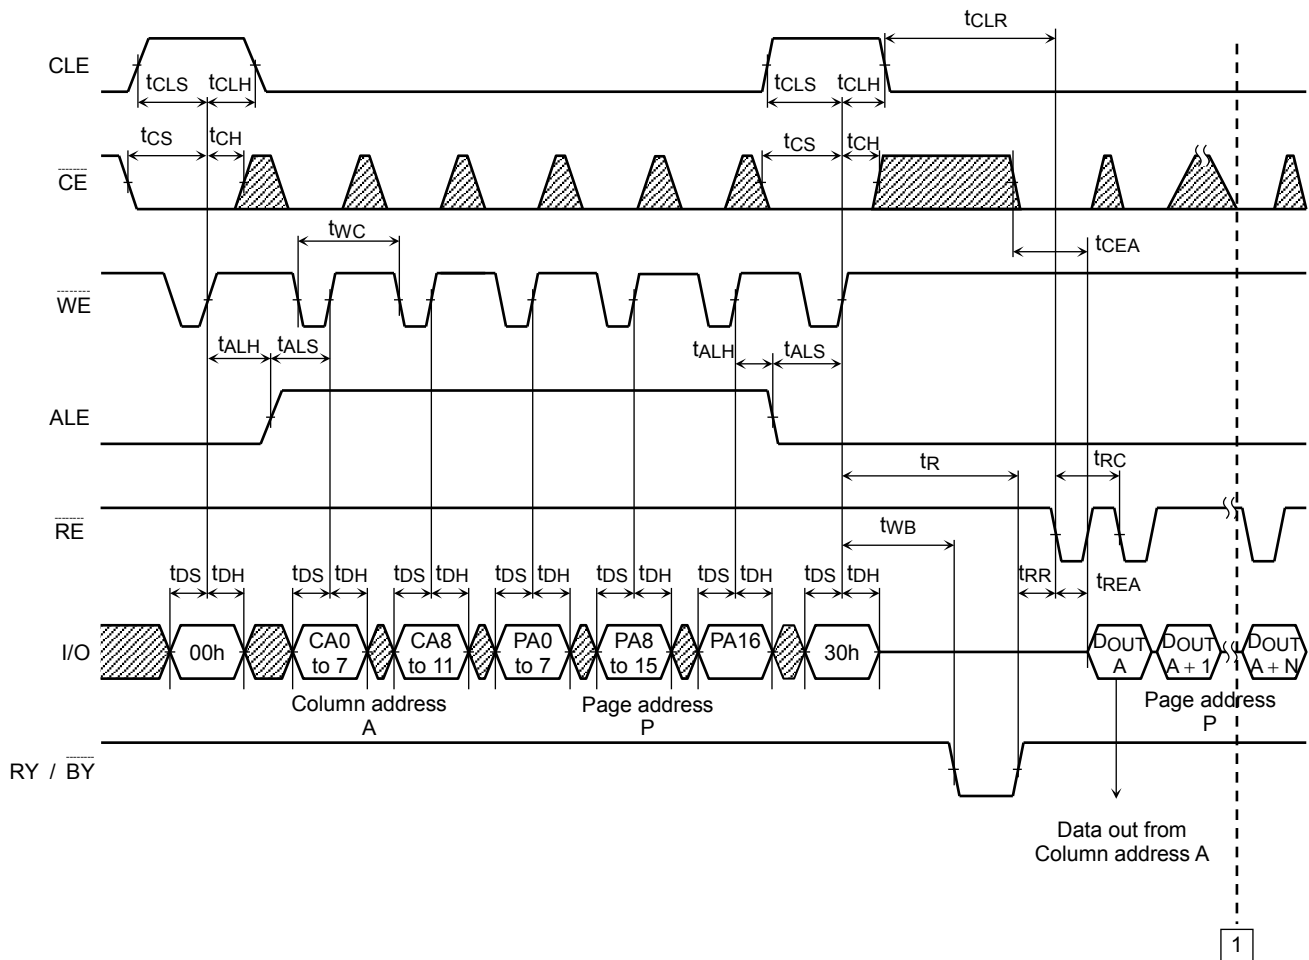 tCLR
CLE
tCLS tCLH tCLS tCLH
tCS tCH tCS tCH
CE
tWC tCEA
WE
tALH tALS tALH tALS
ALE
tR tRC
RE
tWB
tDS tDH tDS tDH tDS tDH tDS tDH tDS tDH tDS tDH tDS tDH tRR tREA
I/O
00h
CA0 to 7
CA8 to 11
PA0 to 7
PA8 to 15
PA16
30h
DOUT A
DOUT A + 1
DOUT A + N
Column address
A
Page address
P
Page address
P
RY / BY
Data out from
Column address A
1